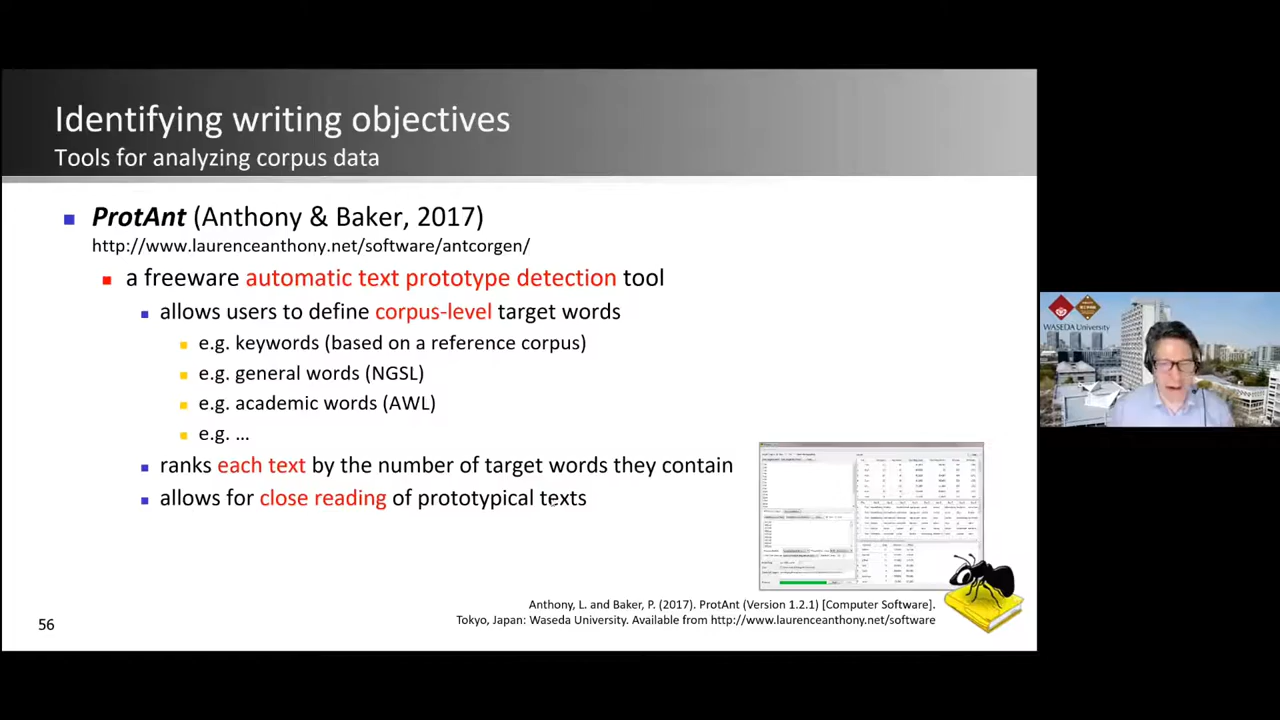 Identifying writing objectives
Tools for analyzing corpus data
ProtAnt (Anthony & Baker, 2017)
http://www.laurenceanthony.net/software/antcorgen/
a freeware automatic text prototype detection tool
allows users to define corpus-level target words
e.g. keywords (based on a reference corpus)
e.g. general words (NGSL)
e.g. academic words (AWL)
e.g. …
ranks each text by the number of target words they contain
allows for close reading of prototypical texts
WASEDA University
Anthony, L. and Baker, P. (2017). ProtAnt (Version 1.2.1) [Computer Software].
Tokyo, Japan: Waseda University. Available from http://www.laurenceanthony.net/software
56